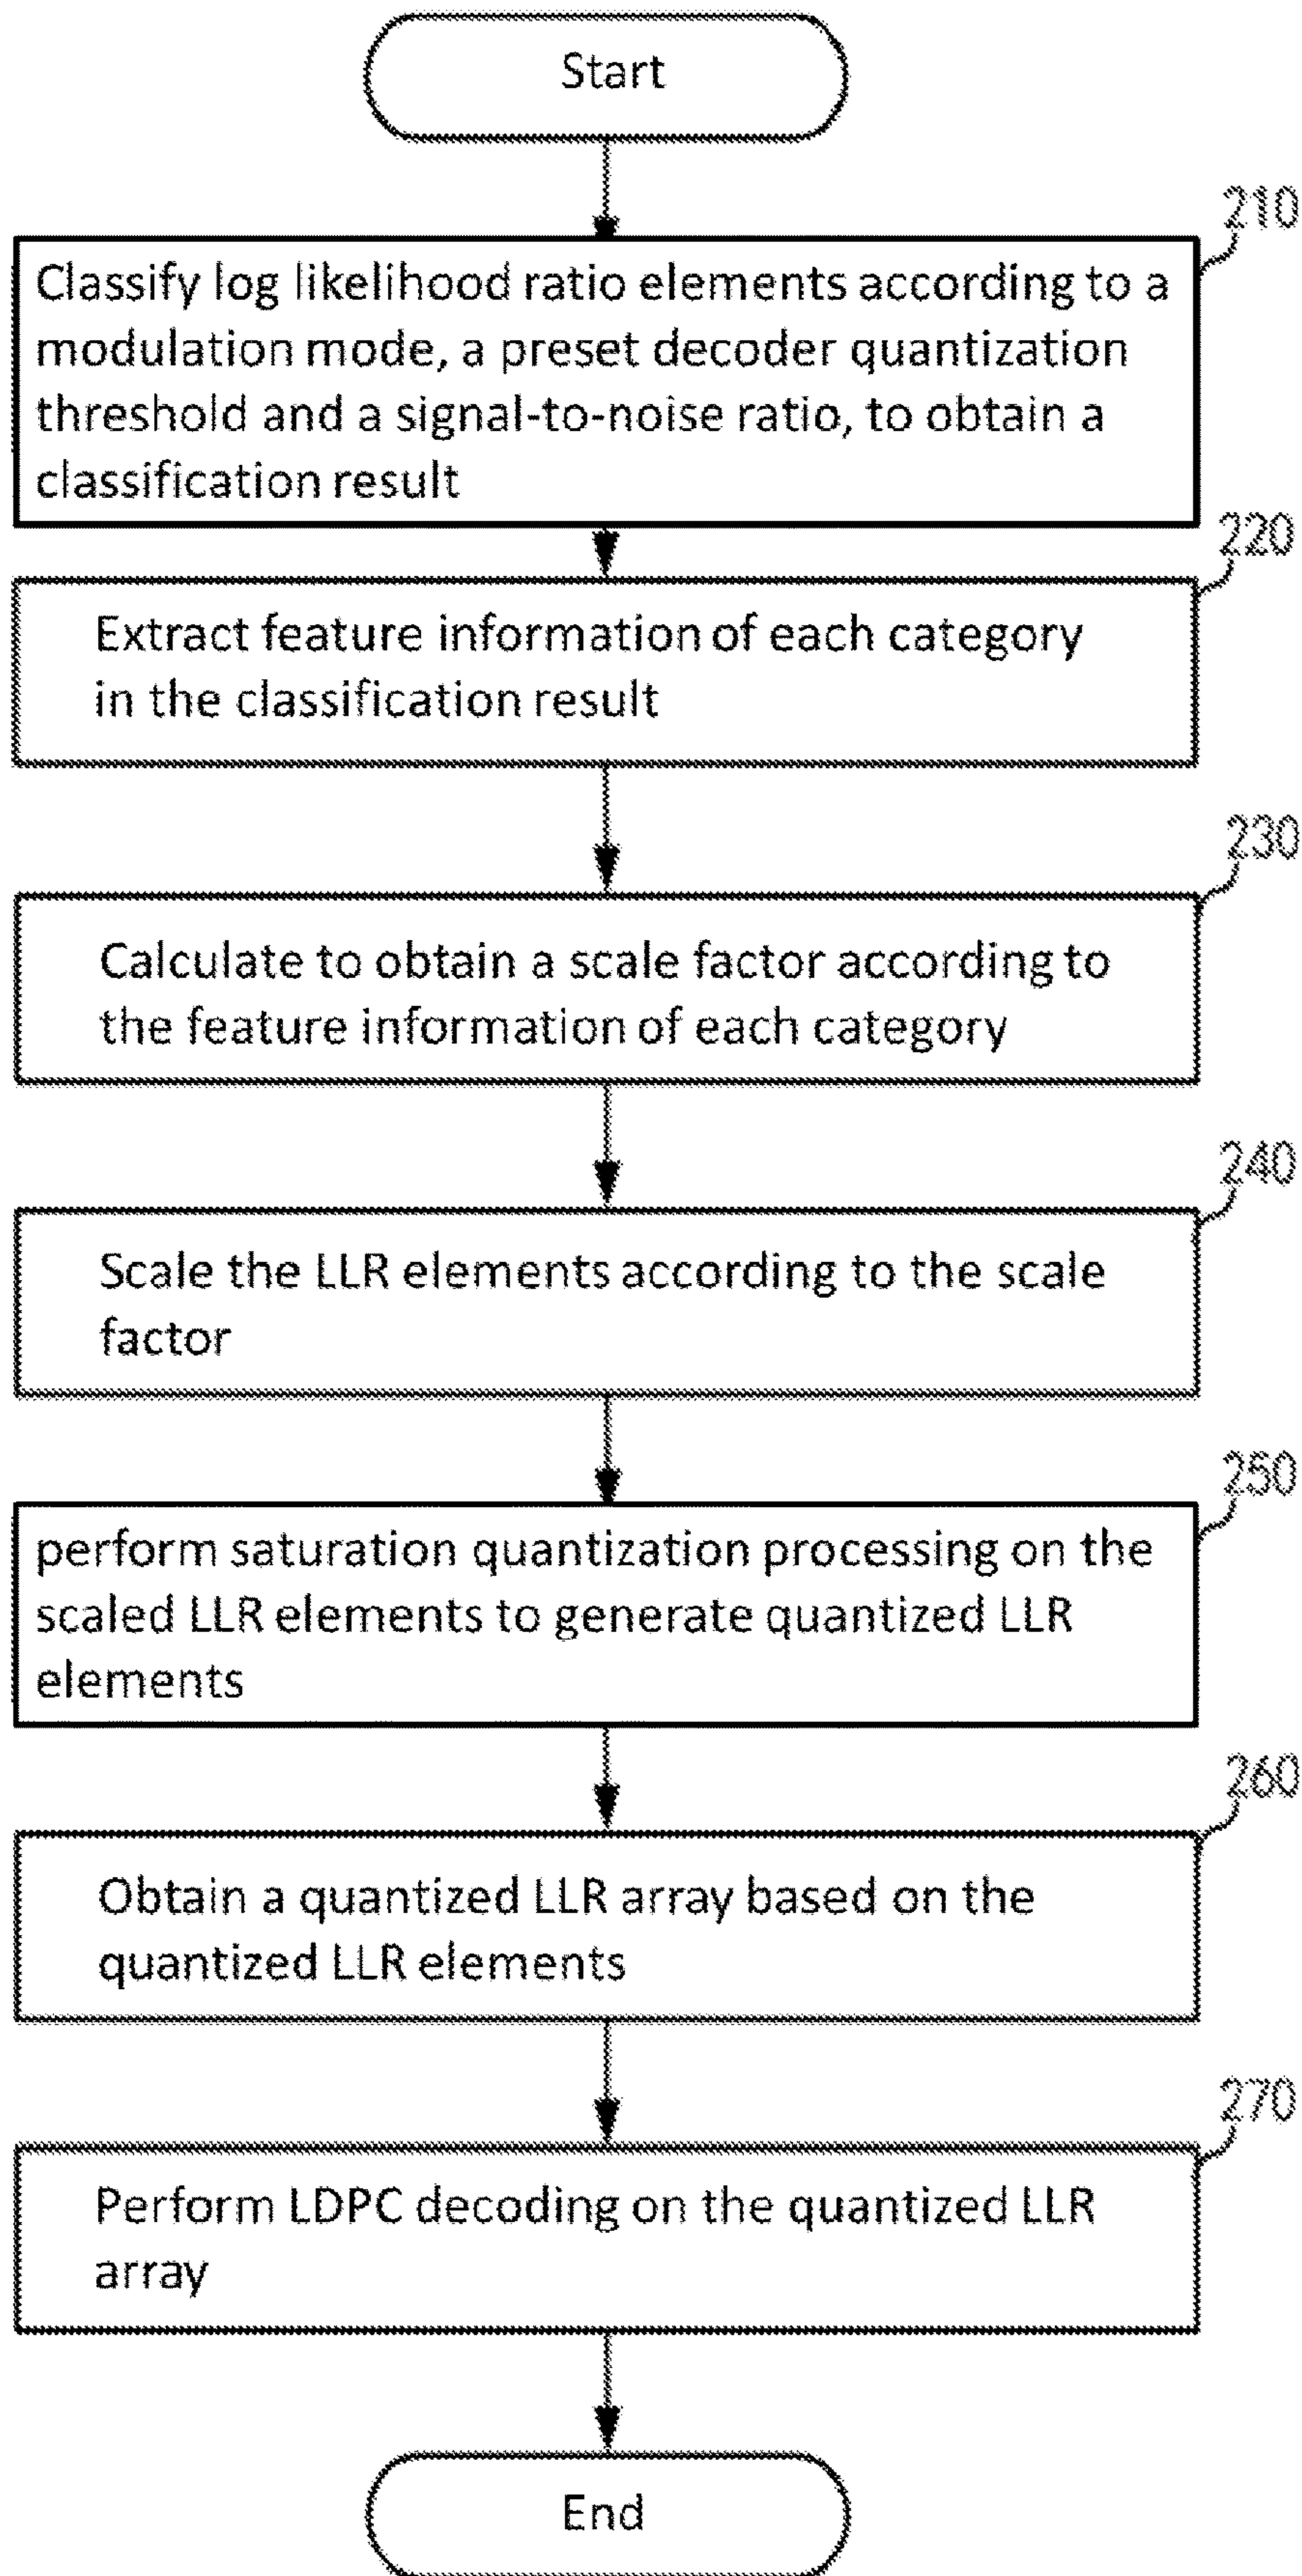 Start
210
Classify log likelihood ratio elements according to a
modulation mode, a preset decoder quantization
threshold and a signal-to-noise ratio, to obtain a
classification result
220
Extract feature information of each category
in the classification result
230
Calculate to obtain a scale factor according to
the feature information of each category
240
Scale the LLR elements according to the scale
factor
250
perform saturation quantization processing on the
scaled LLR elements to generate quantized LLR
elements
260
Obtain a quantized LLR array based on the
quantized LLR elements
270
Perform LDPC decoding on the quantized LLR
array
End